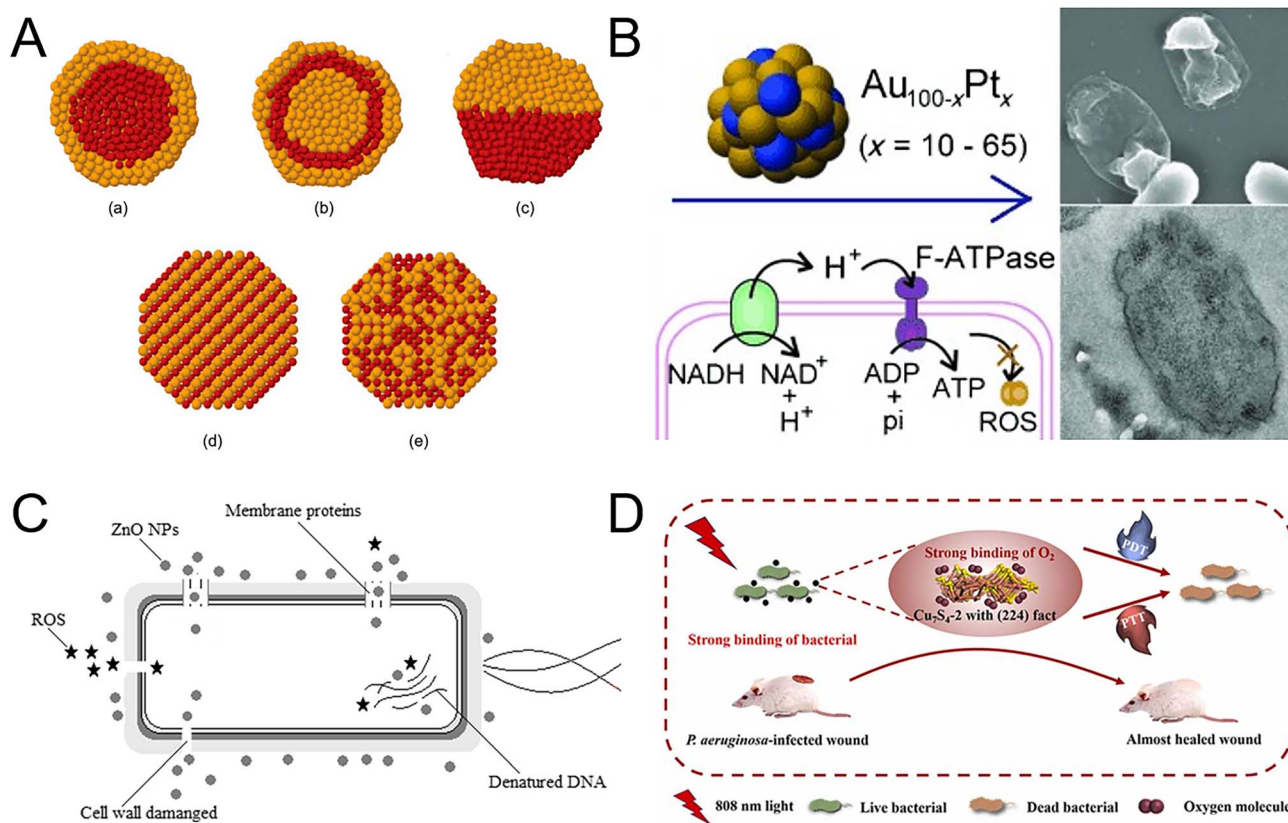 A
(a)
(b)
(c)
(d)
(e)
B
Au100-xPtx
(x = 10 - 65)
H+
F-ATPase
NADH
NAD+
+
H+
ADP
+
pi
ATP
ROS
C
ZnO NPs
Membrane proteins
ROS
Denatured DNA
Cell wall damaged
D
Strong binding of O2
Cu7S4-2 with (224) fact
PDT
PTT
Strong binding of bacterial
P. aeruginosa-infected wound
Almost healed wound
808 nm light
Live bacterial
Dead bacterial
Oxygen molecule